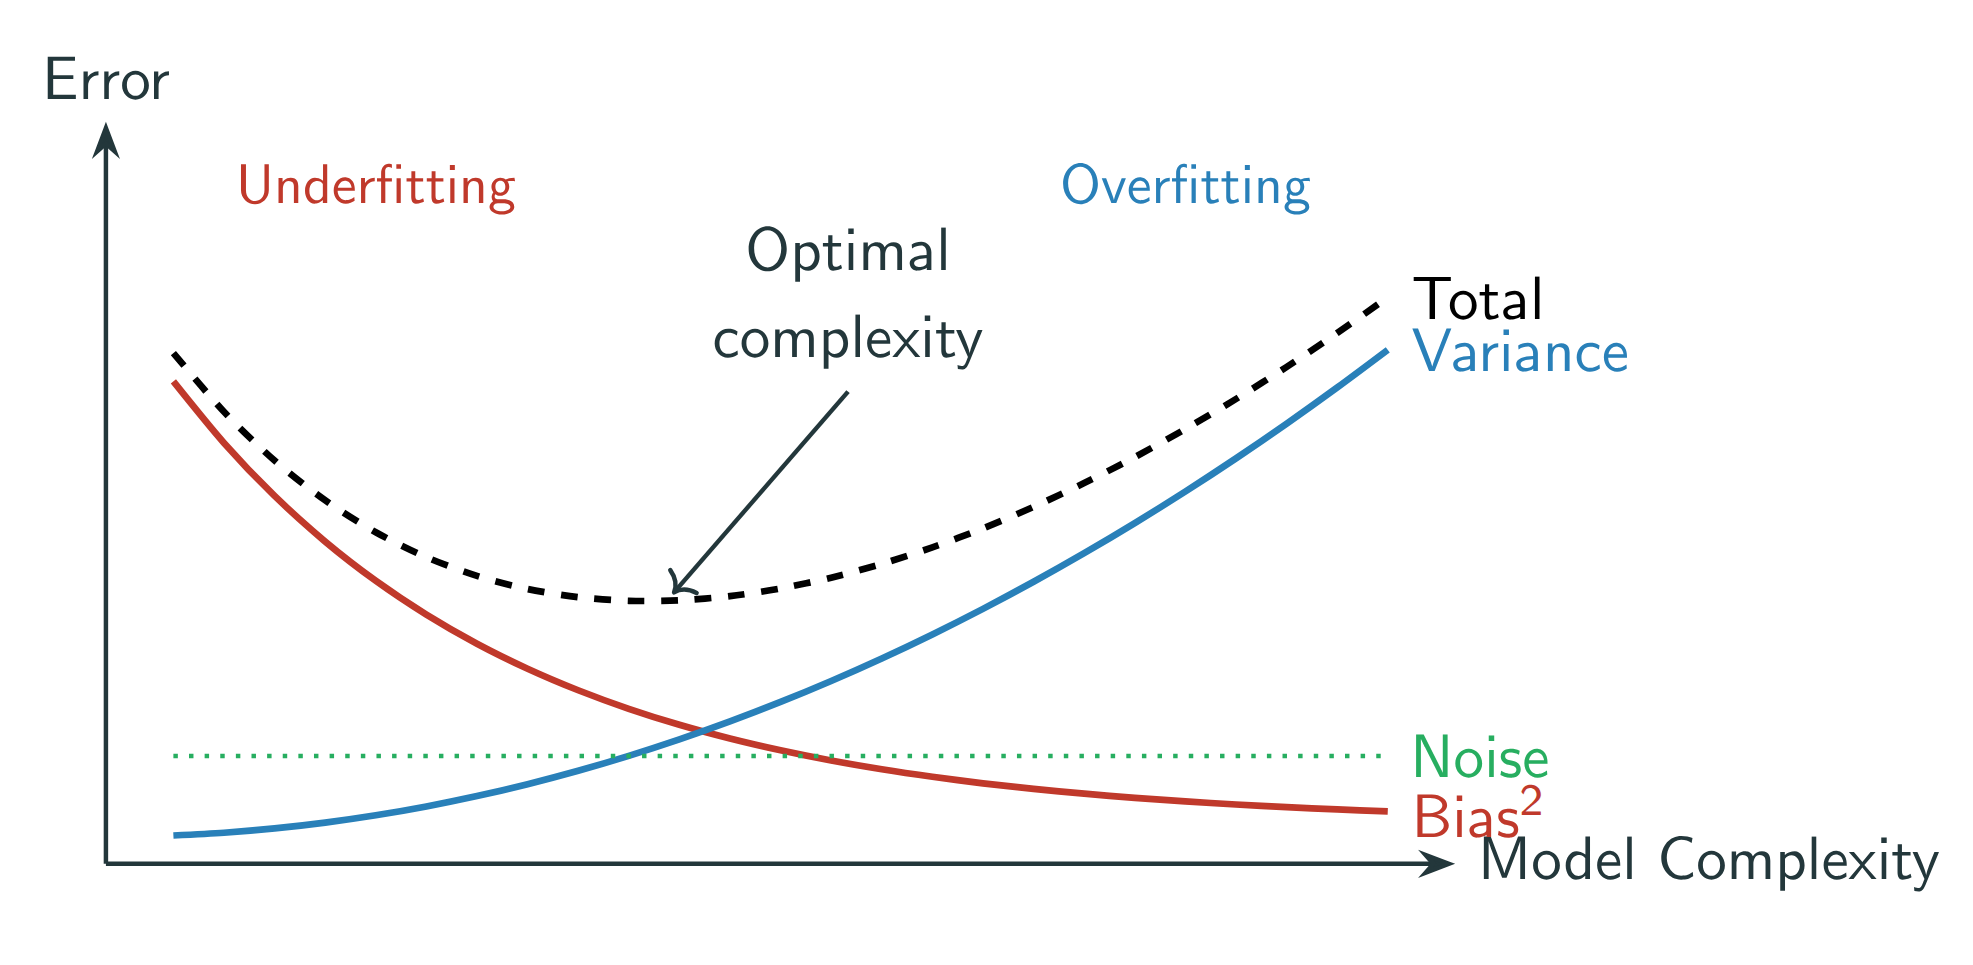 Error
Underfitting
Overfitting
Optimal
complexity
Total
Variance
Noise
Bias²
Model Complexity